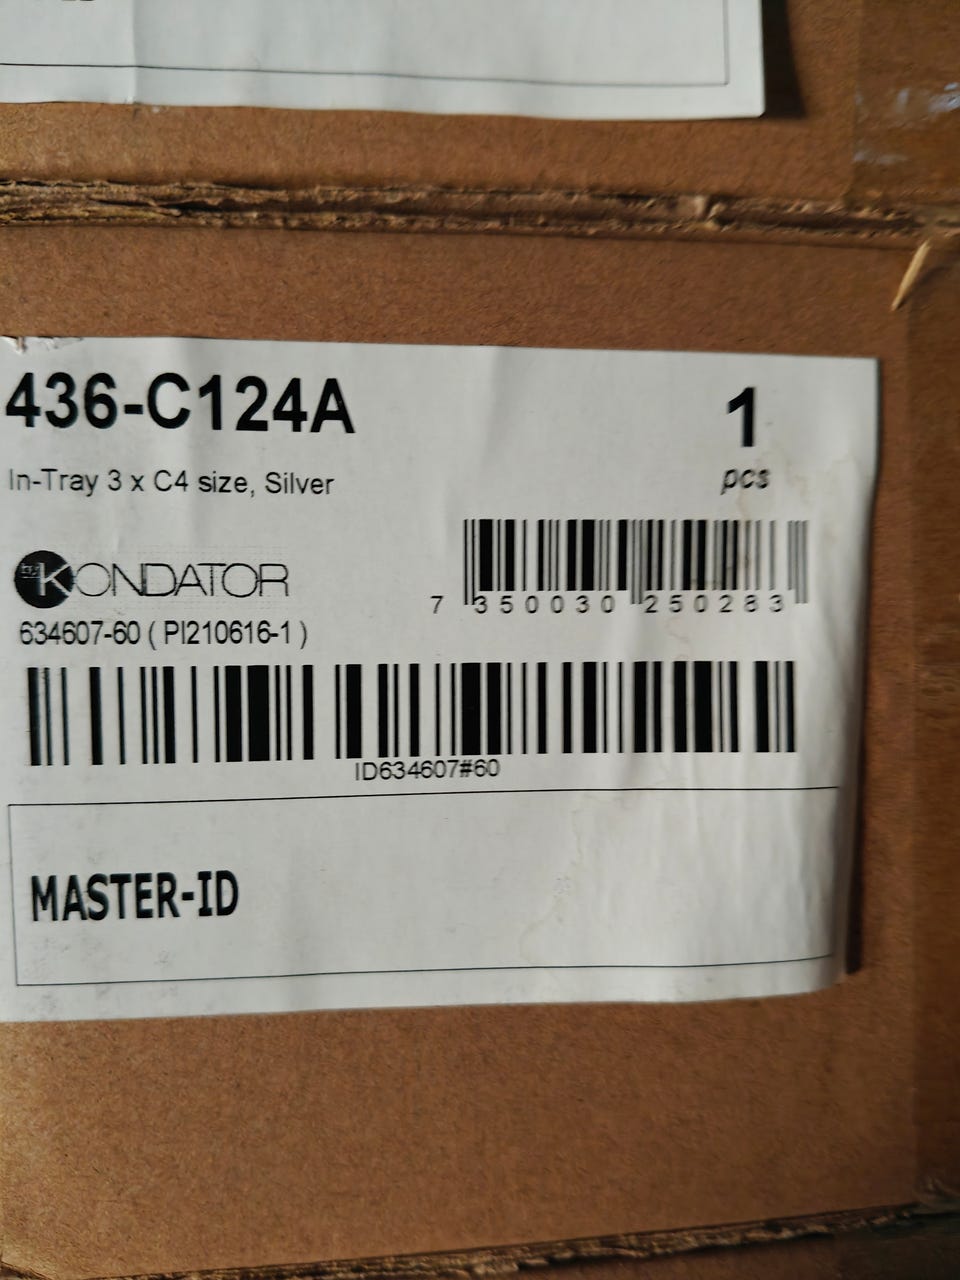 436-C124A
1
In-Tray 3 x C4 size, Silver
pcs
by KONDATOR
7 350030 250283
634607-60 ( PI210616-1 )
ID634607#60
MASTER-ID